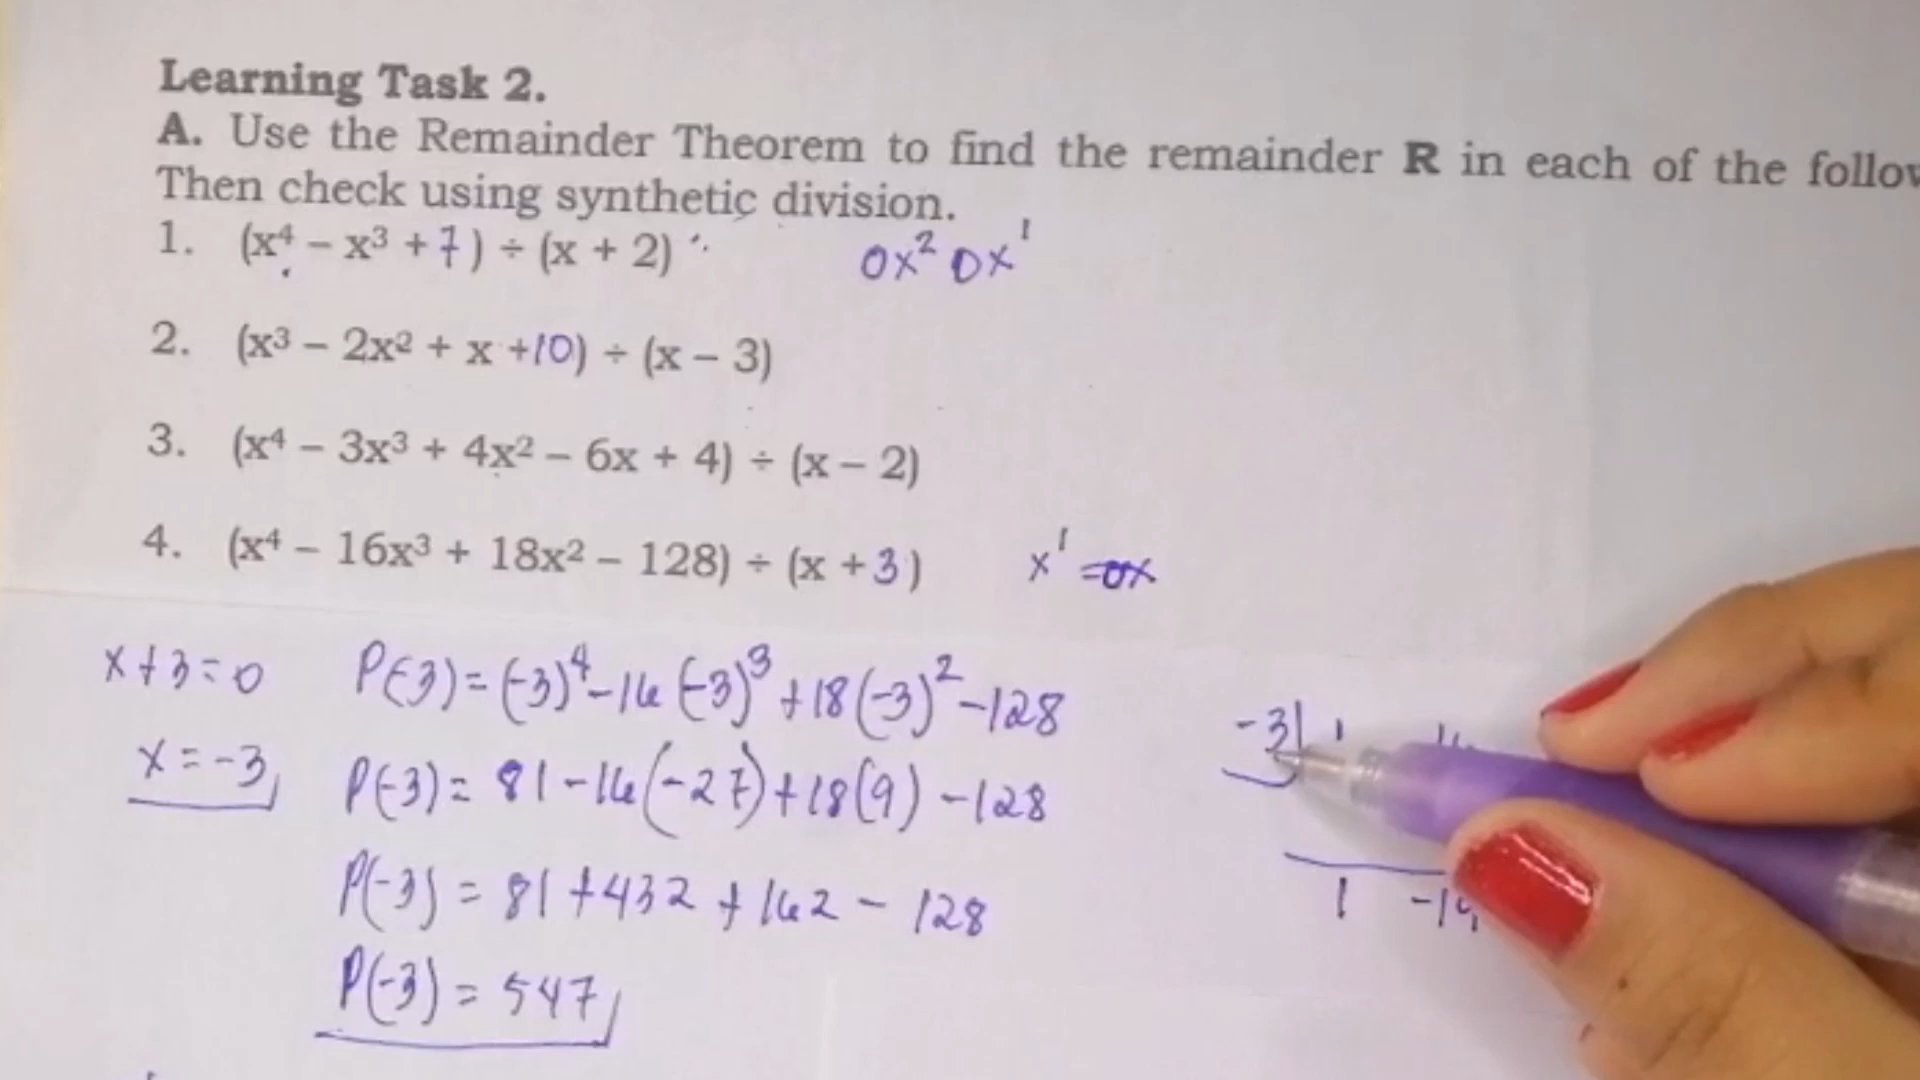 Learning Task 2.
A. Use the Remainder Theorem to find the remainder R in each of the
Then check using synthetic division.
1. (x⁴ – x³ + 7) ÷ (x + 2) 0x² 0x¹
2. (x³ – 2x² + x +10) ÷ (x – 3)
3. (x⁴ – 3x³ + 4x² – 6x + 4) ÷ (x – 2)
4. (x⁴ – 16x³ + 18x² – 128) ÷ (x + 3) x¹ =0x
x+3=0 P(-3) = (-3)⁴-16(-3)³+18(-3)²-128
x = -3 P(-3) = 81-16(-27)+18(9) -128
P(-3) = 81+432+162 - 128
P(-3) = 547
-3| 1
1 -19